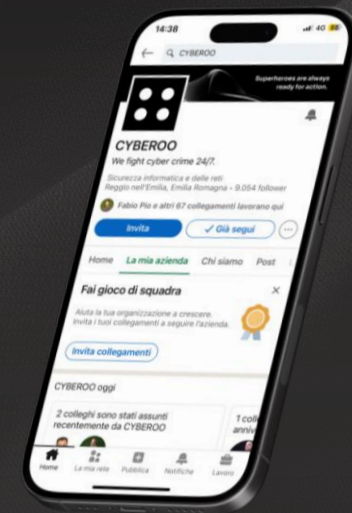 14:38
4G
CYBEROO
Superheroes are always
ready for action.
CYBEROO
We fight cyber crime 24/7.
Sicurezza informatica e delle reti
Reggio nell'Emilia, Emilia Romagna - 9.054 follower
Fabio Pio e altri 67 collegamenti lavorano qui
Invita
✓ Già segui
Home
La mia azienda
Chi siamo
Post
Fai gioco di squadra
Aiuta la tua organizzazione a crescere.
Invita i tuoi collegamenti a seguire l'azienda.
Invita collegamenti
CYBEROO oggi
2 colleghi sono stati assunti
recentemente da CYBEROO
1 coll
anniv
Home
La mia rete
Pubblica
Notifiche
Lavoro